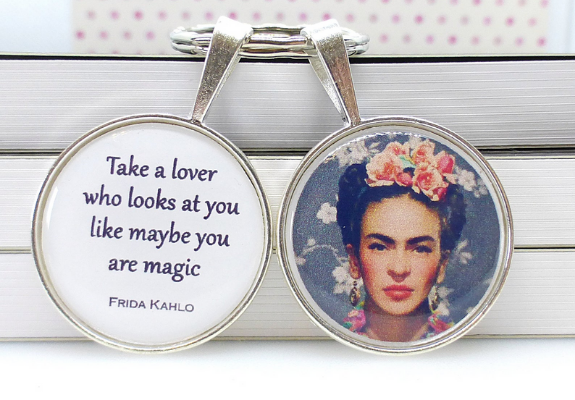 Take a lover
who looks at you
like maybe you
are magic
FRIDA KAHLO